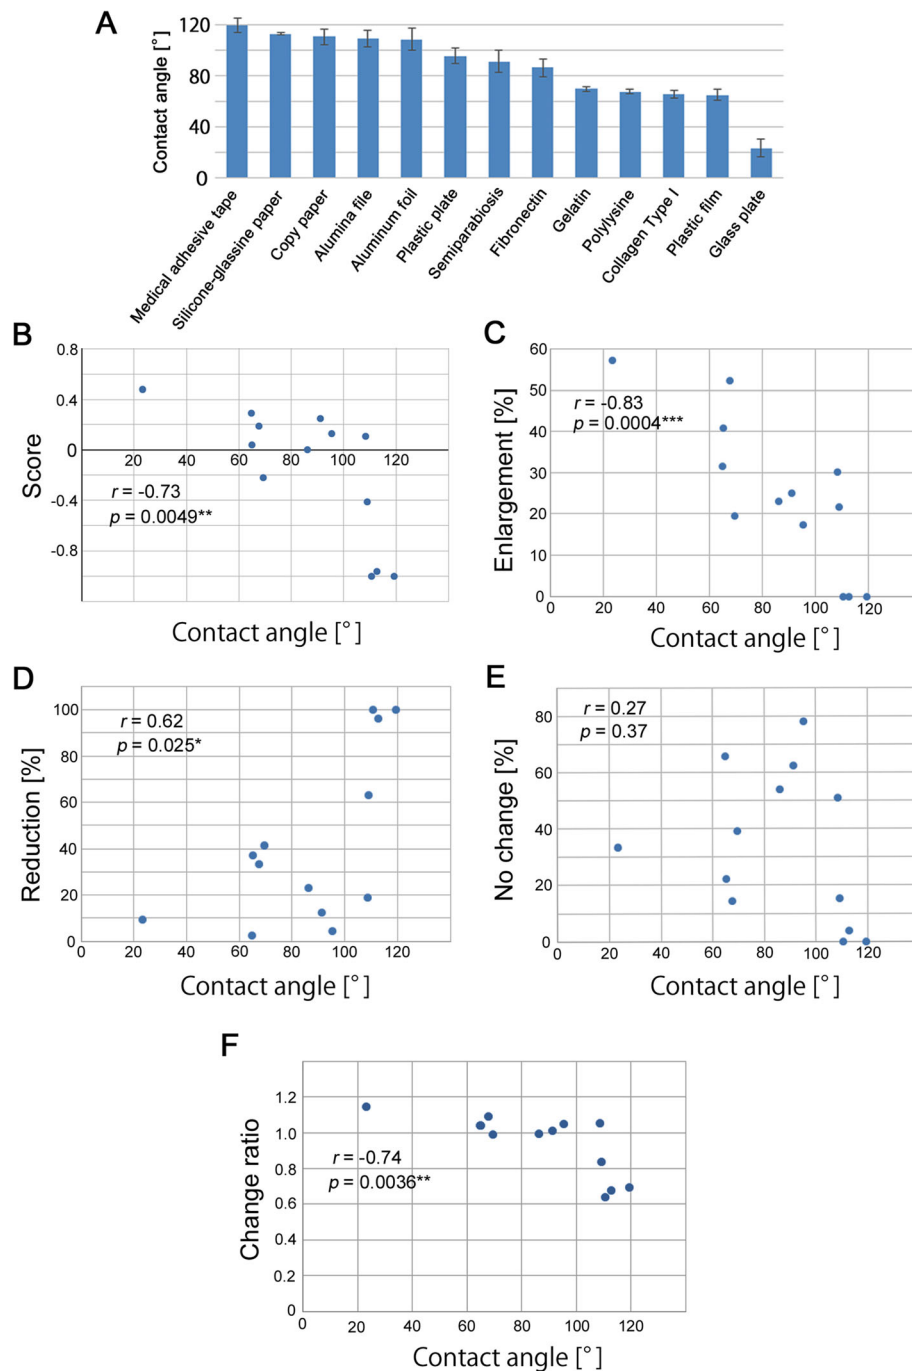 A
Contact angle [°]
120
80
40
0
Medical adhesive tape
Silicone-glassine paper
Copy paper
Alumina file
Aluminum foil
Plastic plate
Semiparabiosis
Fibronectin
Gelatin
Polylysine
Collagen Type I
Plastic film
Glass plate
B
Score
0.8
0.4
0
-0.4
-0.8
20 40 60 80 100 120
r = -0.73
p = 0.0049**
Contact angle [°]
C
Enlargement [%]
60
50
40
30
20
10
0
r = -0.83
p = 0.0004***
0 20 40 60 80 100 120
Contact angle [°]
D
Reduction [%]
100
80
60
40
20
0
r = 0.62
p = 0.025*
0 20 40 60 80 100 120
Contact angle [°]
E
No change [%]
80
60
40
20
0
r = 0.27
p = 0.37
0 20 40 60 80 100 120
Contact angle [°]
F
Change ratio
1.2
1.0
0.8
0.6
0.4
0.2
0
r = -0.74
p = 0.0036**
0 20 40 60 80 100 120
Contact angle [°]